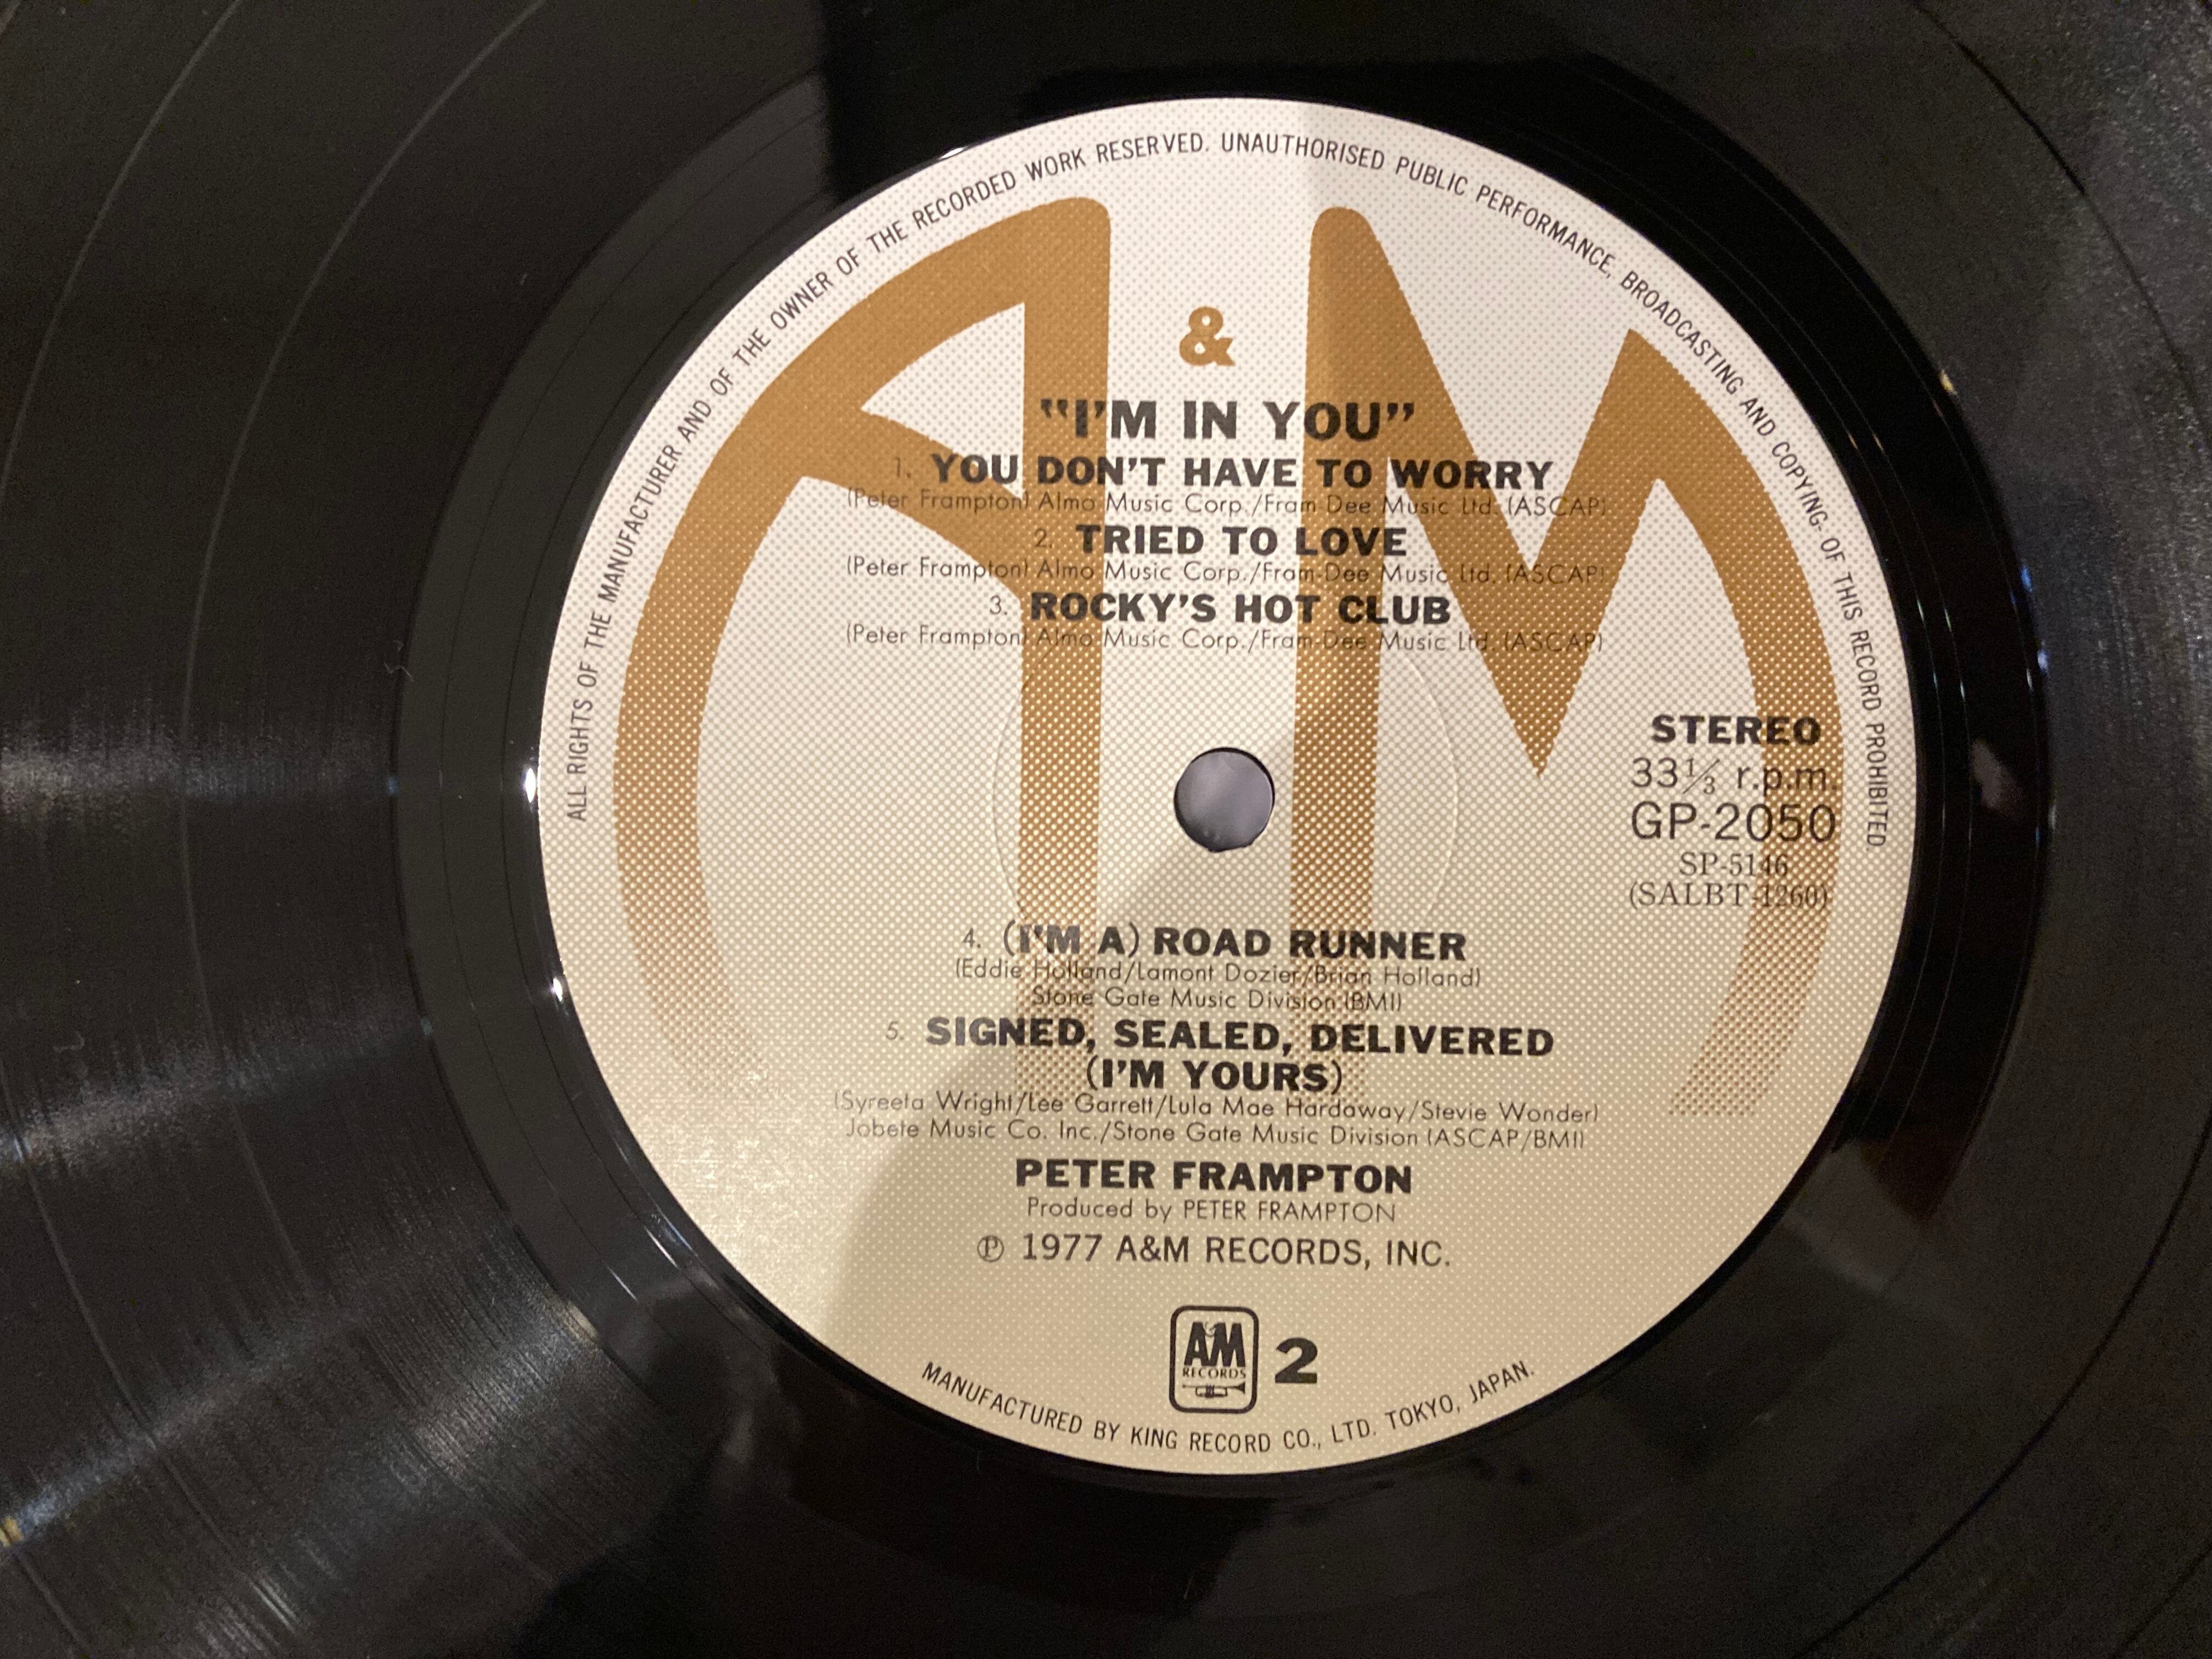 ALL RIGHTS OF THE MANUFACTURER AND OF THE OWNER OF THE RECORDED WORK RESERVED. UNAUTHORISED PUBLIC PERFORMANCE, BROADCASTING AND COPYING OF THIS RECORD PROHIBITED.
A & M
"I'M IN YOU"
1. YOU DON'T HAVE TO WORRY
(Peter Frampton) Almo Music Corp./Fram-Dee Music Ltd. (ASCAP)
2. TRIED TO LOVE
(Peter Frampton) Almo Music Corp./Fram-Dee Music Ltd. (ASCAP)
3. ROCKY'S HOT CLUB
(Peter Frampton) Almo Music Corp./Fram-Dee Music Ltd. (ASCAP)
STEREO
33 1/3 r.p.m.
GP-2050
SP-5146
(SALBT-1260)
4. (I'M A) ROAD RUNNER
(Eddie Holland/Lamont Dozier/Brian Holland)
Stone Gate Music Division (BMI)
5. SIGNED, SEALED, DELIVERED
(I'M YOURS)
(Syreeta Wright/Lee Garrett/Lula Mae Hardaway/Stevie Wonder)
Jobete Music Co. Inc./Stone Gate Music Division (ASCAP/BMI)
PETER FRAMPTON
Produced by PETER FRAMPTON
℗ 1977 A&M RECORDS, INC.
A&M RECORDS 2
MANUFACTURED BY KING RECORD CO., LTD. TOKYO, JAPAN.